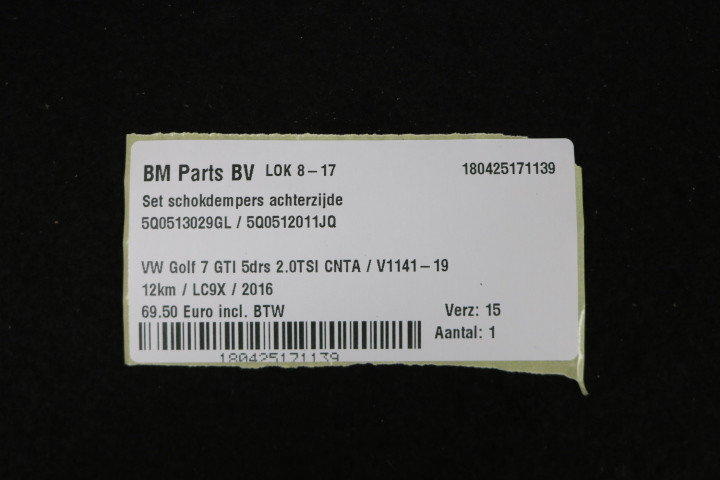 BM Parts BV LOK 8-17 180425171139
Set schokdempers achterzijde
5Q0513029GL / 5Q0512011JQ
VW Golf 7 GTI 5drs 2.0TSI CNTA / V1141-19
12km / LC9X / 2016
69.50 Euro incl. BTW Verz: 15
Aantal: 1
180425171139